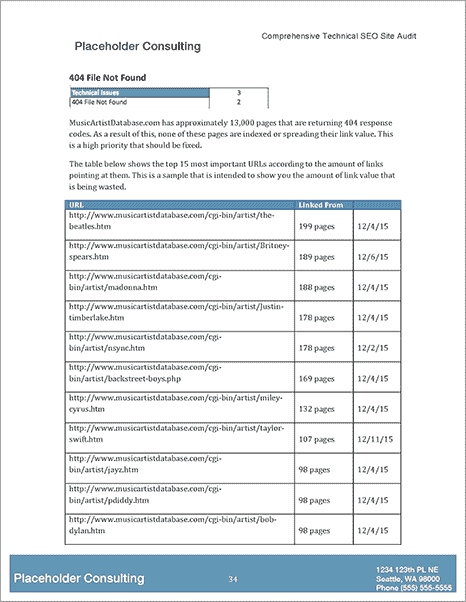 Comprehensive Technical SEO Site Audit
Placeholder Consulting
404 File Not Found
Technical Issues 3
404 File Not Found 2
MusicArtistDatabase.com has approximately 13,000 pages that are returning 404 response
codes. As a result of this, none of these pages are indexed or spreading their link value. This
is a high priority that should be fixed.
The table below shows the top 15 most important URLs according to the amount of links
pointing at them. This is a sample that is intended to show you the amount of link value that
is being wasted.
URL Linked From
http://www.musicartistdatabase.com/cgi-bin/artist/the-
beatles.htm 199 pages 12/4/15
http://www.musicartistdatabase.com/cgi-bin/artist/Britney-
spears.htm 189 pages 12/6/15
http://www.musicartistdatabase.com/cgi-
bin/artist/madonna.htm 188 pages 12/4/15
http://www.musicartistdatabase.com/cgi-bin/artist/Justin-
timberlake.htm 178 pages 12/4/15
http://www.musicartistdatabase.com/cgi-
bin/artist/nsync.htm 178 pages 12/2/15
http://www.musicartistdatabase.com/cgi-
bin/artist/backstreet-boys.php 169 pages 12/4/15
http://www.musicartistdatabase.com/cgi-bin/artist/miley-
cyrus.htm 132 pages 12/4/15
http://www.musicartistdatabase.com/cgi-bin/artist/taylor-
swift.htm 107 pages 12/11/15
http://www.musicartistdatabase.com/cgi-
bin/artist/jayz.htm 98 pages 12/4/15
http://www.musicartistdatabase.com/cgi-
bin/artist/pdiddy.htm 98 pages 12/4/15
http://www.musicartistdatabase.com/cgi-bin/artist/bob-
dylan.htm 98 pages 12/4/15
Placeholder Consulting
34
1234 123th PL NE
Seattle, WA 98000
Phone (555) 555-5555